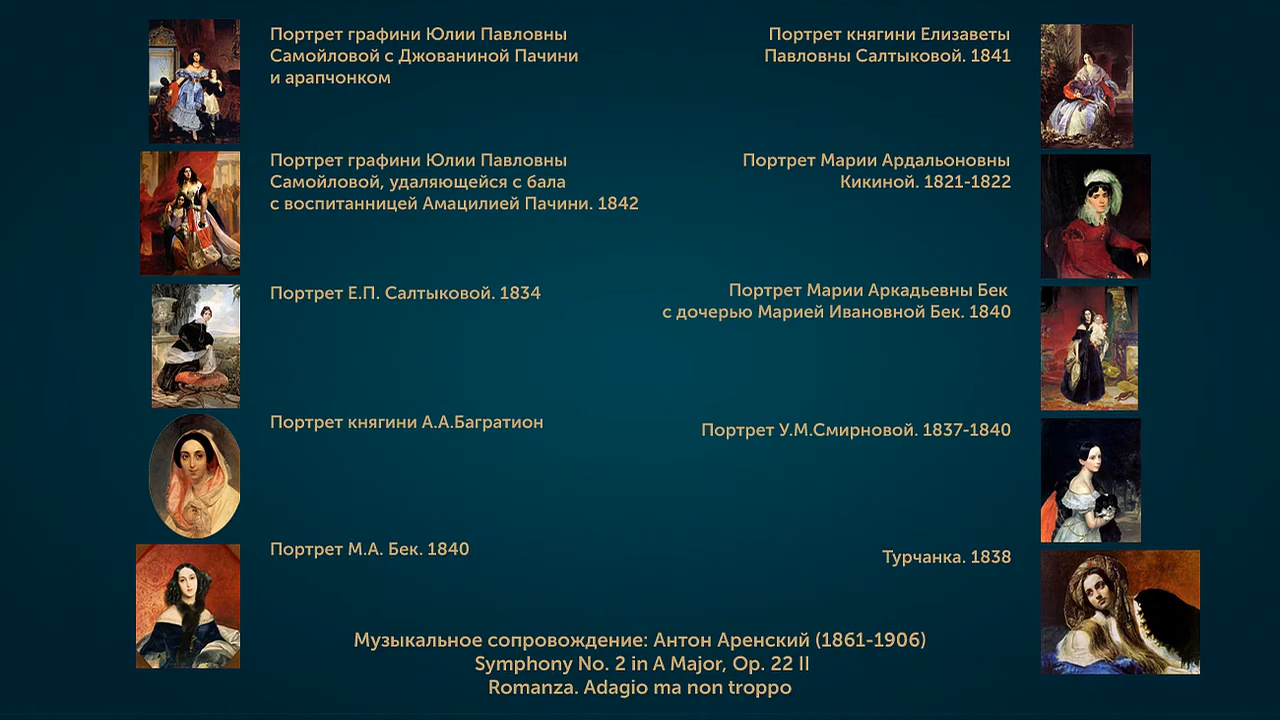 Портрет графини Юлии Павловны
Самойловой с Джованиной Пачини
и арапчонком
Портрет графини Юлии Павловны
Самойловой, удаляющейся с бала
с воспитанницей Амацилией Пачини. 1842
Портрет Е.П. Салтыковой. 1834
Портрет княгини А.А.Багратион
Портрет М.А. Бек. 1840
Портрет княгини Елизаветы
Павловны Салтыковой. 1841
Портрет Марии Ардальоновны
Кикиной. 1821-1822
Портрет Марии Аркадьевны Бек
с дочерью Марией Ивановной Бек. 1840
Портрет У.М.Смирновой. 1837-1840
Турчанка. 1838
Музыкальное сопровождение: Антон Аренский (1861-1906)
Symphony No. 2 in A Major, Op. 22 II
Romanza. Adagio ma non troppo